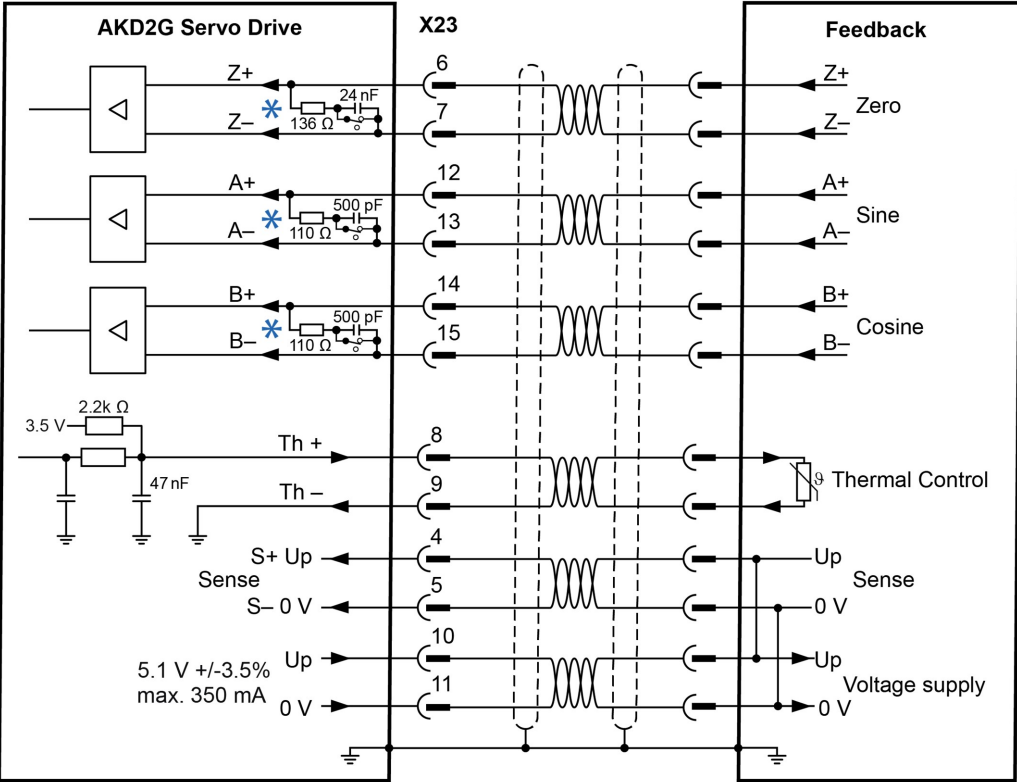 AKD2G Servo Drive
X23
Feedback
Z+
6
Z+
24 nF
136 Ω
7
Zero
Z–
Z–
A+
12
A+
500 pF
110 Ω
13
Sine
A–
A–
B+
14
B+
500 pF
110 Ω
15
Cosine
B–
B–
2.2k Ω
3.5 V
Th +
8
47 nF
Th –
9
ϑ Thermal Control
S+ Up
4
Up
Sense
Sense
S– 0 V
5
0 V
Up
10
Up
5.1 V +/-3.5%
max. 350 mA
Voltage supply
0 V
11
0 V